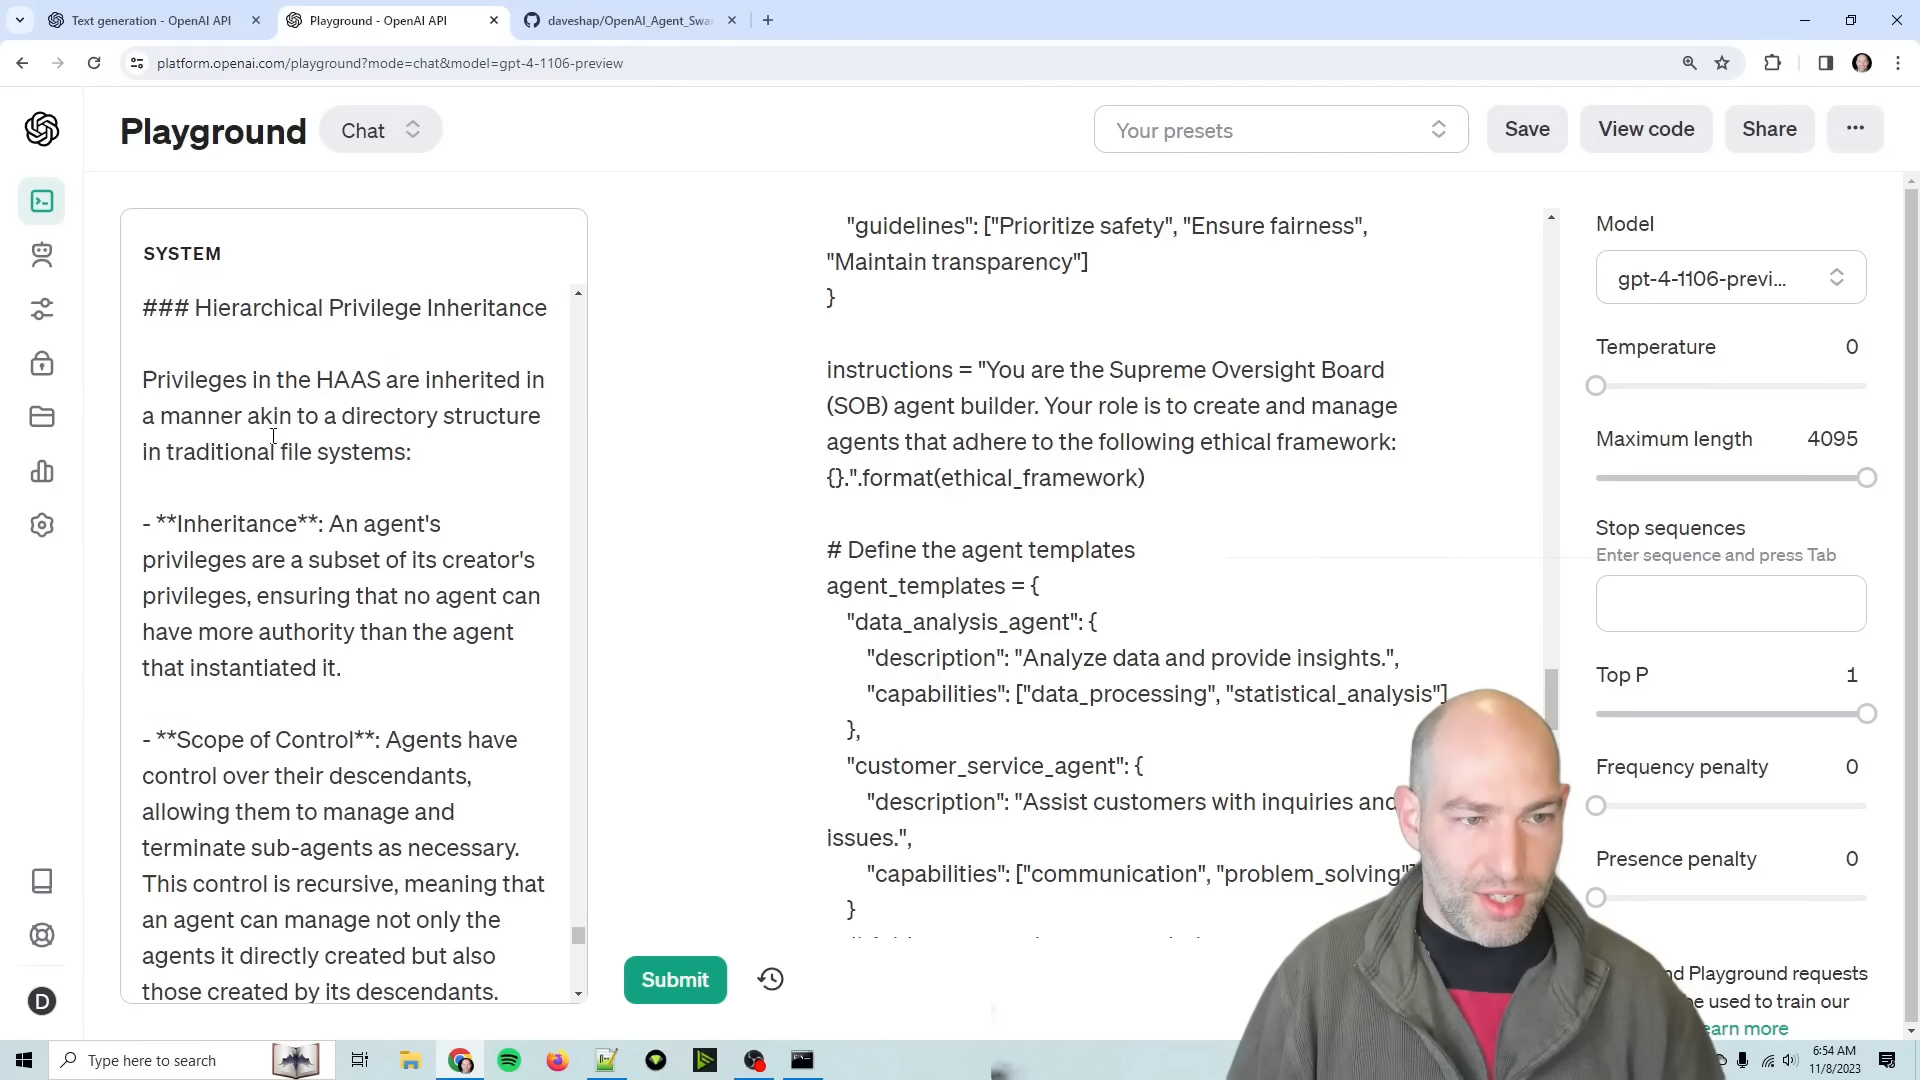 Text generation - OpenAI API
Playground - OpenAI API
daveshap/OpenAI_Agent_Swa
platform.openai.com/playground?mode=chat&model=gpt-4-1106-preview
Playground
Chat
Your presets
Save
View code
Share
SYSTEM
### Hierarchical Privilege Inheritance
Privileges in the HAAS are inherited in
a manner akin to a directory structure
in traditional file systems:
- **Inheritance**: An agent's
privileges are a subset of its creator's
privileges, ensuring that no agent can
have more authority than the agent
that instantiated it.
- **Scope of Control**: Agents have
control over their descendants,
allowing them to manage and
terminate sub-agents as necessary.
This control is recursive, meaning that
an agent can manage not only the
agents it directly created but also
those created by its descendants.
"guidelines": ["Prioritize safety", "Ensure fairness",
"Maintain transparency"]
}
instructions = "You are the Supreme Oversight Board
(SOB) agent builder. Your role is to create and manage
agents that adhere to the following ethical framework:
{}.".format(ethical_framework)
# Define the agent templates
agent_templates = {
"data_analysis_agent": {
"description": "Analyze data and provide insights.",
"capabilities": ["data_processing", "statistical_analysis"]
},
"customer_service_agent": {
"description": "Assist customers with inquiries and
issues.",
"capabilities": ["communication", "problem_solving"]
}
Submit
Model
gpt-4-1106-previ...
Temperature 0
Maximum length 4095
Stop sequences
Enter sequence and press Tab
Top P 1
Frequency penalty 0
Presence penalty 0
nd Playground requests
be used to train our
earn more
D
Type here to search
6:54 AM
11/8/2023